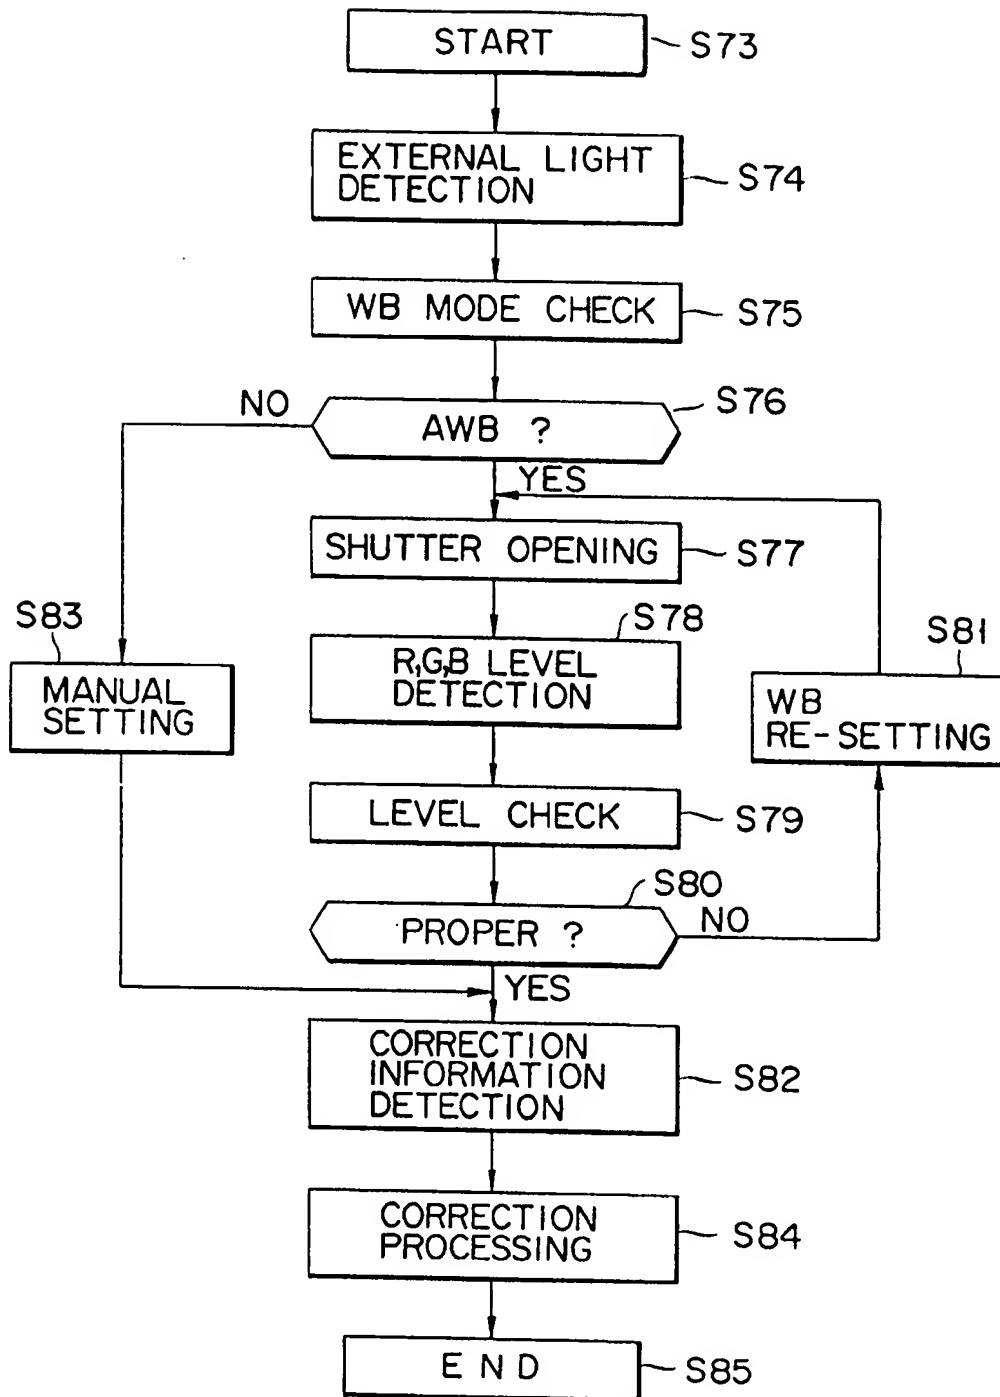 START
S73
EXTERNAL LIGHT
DETECTION
S74
WB MODE CHECK
S75
NO
AWB ?
S76
YES
SHUTTER OPENING
S77
S83
MANUAL
SETTING
S78
R,G,B LEVEL
DETECTION
S81
WB
RE-SETTING
LEVEL CHECK
S79
S80
PROPER ?
NO
YES
CORRECTION
INFORMATION
DETECTION
S82
CORRECTION
PROCESSING
S84
END
S85